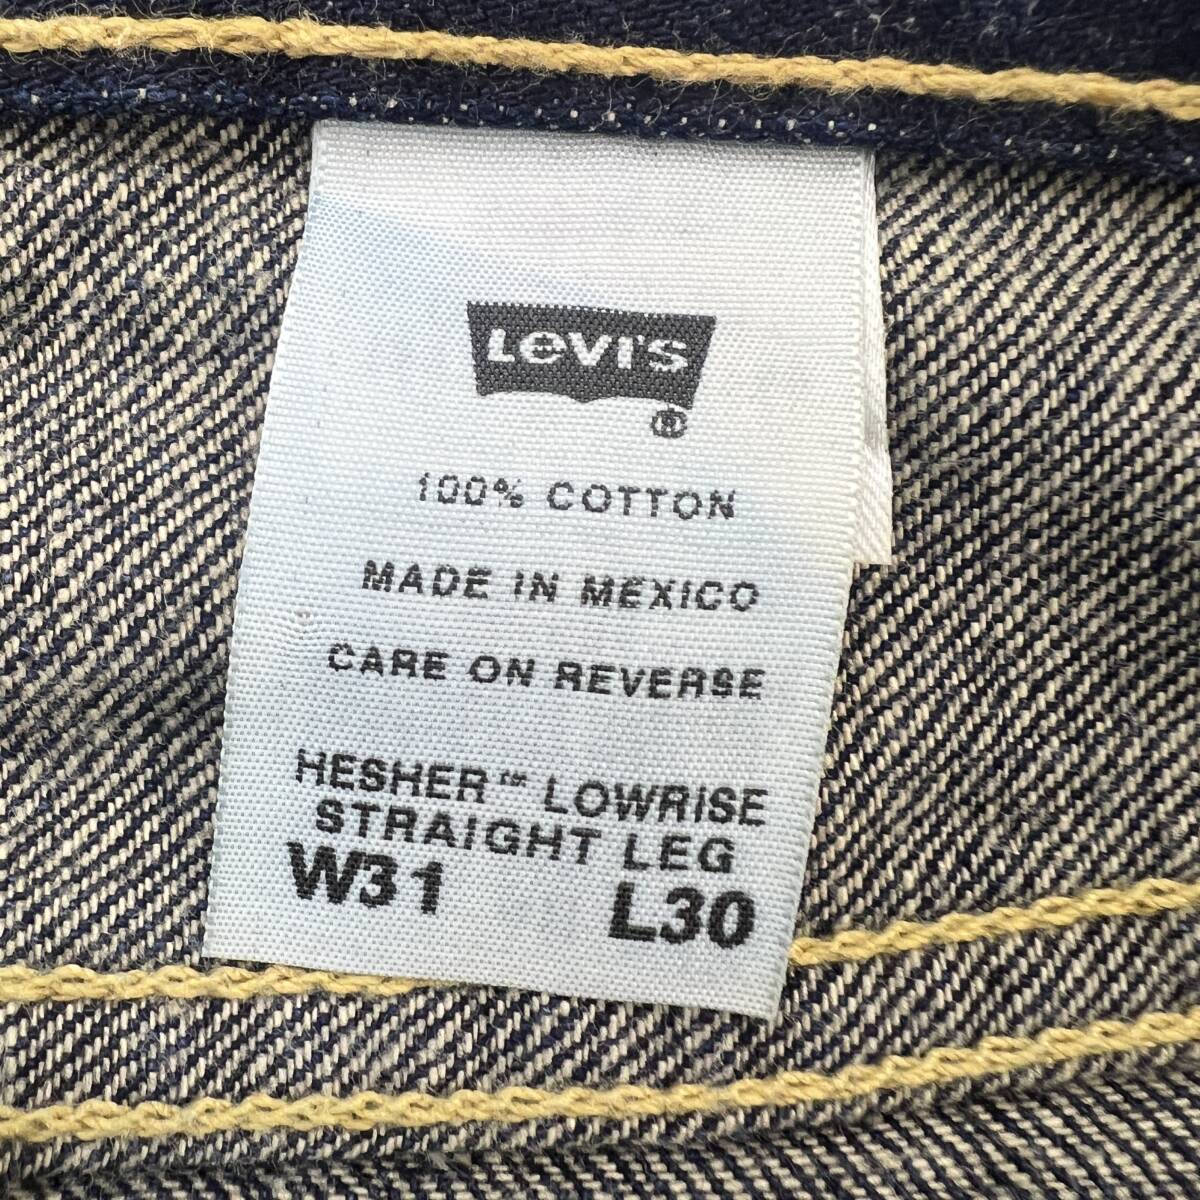 LeVI'S
®
100% COTTON
MADE IN MEXICO
CARE ON REVERSE
HESHER™ LOWRISE
STRAIGHT LEG
W31 L30